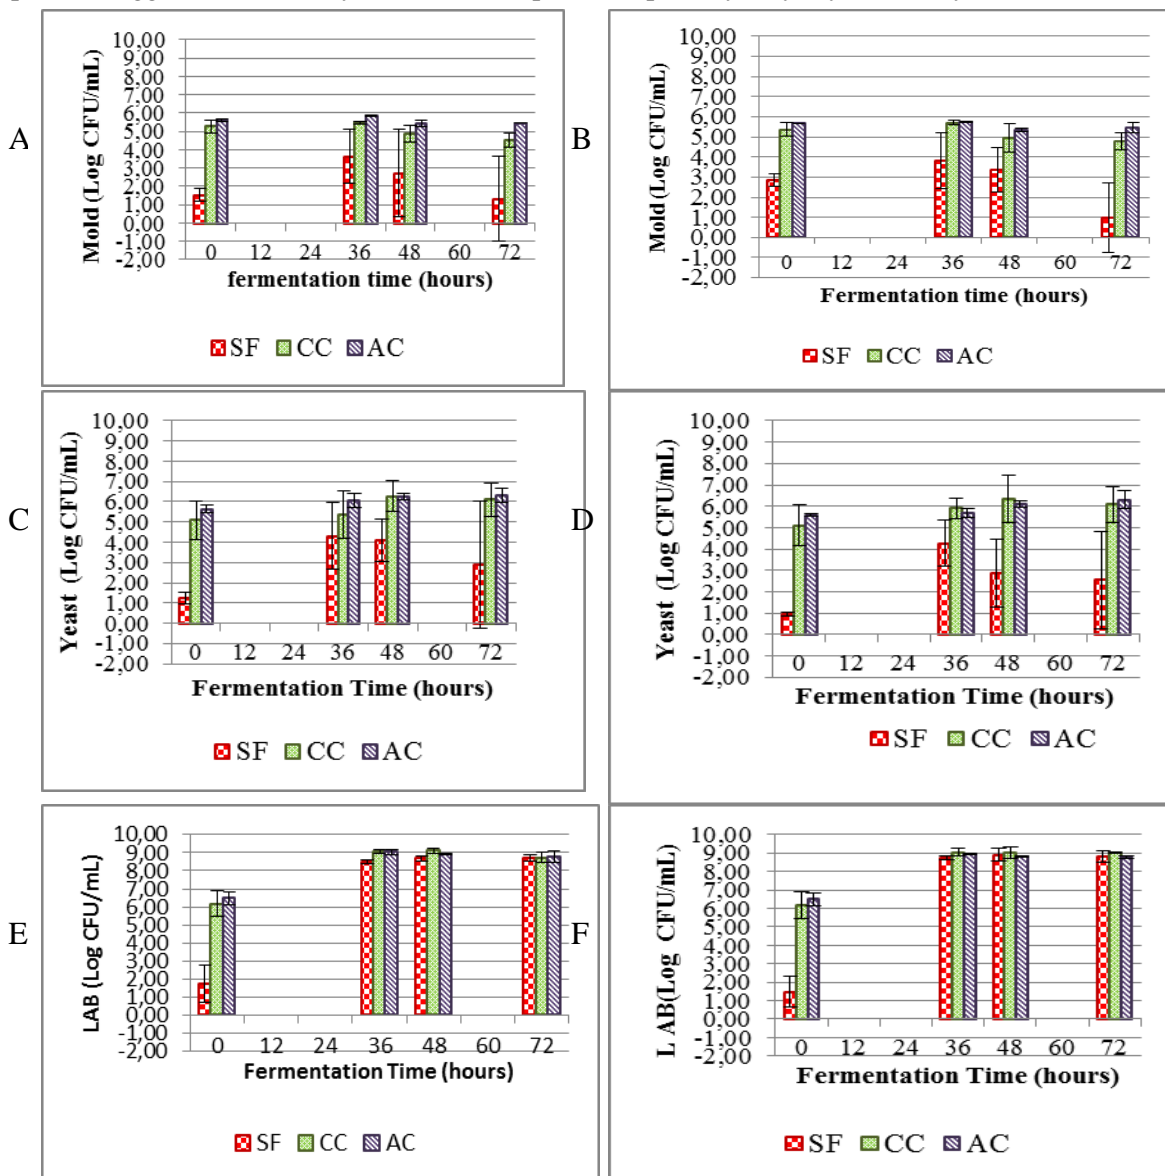 A
Mold (Log CFU/mL)
10,00
9,00
8,00
7,00
6,00
5,00
4,00
3,00
2,00
1,00
0,00
-1,00
-2,00
0 12 24 36 48 60 72
fermentation time (hours)
SF CC AC
B
Mold (Log CFU/mL)
10,00
9,00
8,00
7,00
6,00
5,00
4,00
3,00
2,00
1,00
0,00
-1,00
-2,00
0 12 24 36 48 60 72
Fermentation time (hours)
SF CC AC
C
Yeast (Log CFU/mL)
10,00
9,00
8,00
7,00
6,00
5,00
4,00
3,00
2,00
1,00
0,00
-1,00
-2,00
0 12 24 36 48 60 72
Fermentation Time (hours)
SF CC AC
D
Yeast (Log CFU/mL)
10,00
9,00
8,00
7,00
6,00
5,00
4,00
3,00
2,00
1,00
0,00
-1,00
-2,00
0 12 24 36 48 60 72
Fermentation Time (hours)
SF CC AC
E
LAB (Log CFU/mL)
10,00
9,00
8,00
7,00
6,00
5,00
4,00
3,00
2,00
1,00
0,00
-1,00
-2,00
0 12 24 36 48 60 72
Fermentation Time (hours)
SF CC AC
F
L AB(Log CFU/mL)
10,00
9,00
8,00
7,00
6,00
5,00
4,00
3,00
2,00
1,00
0,00
-1,00
-2,00
0 12 24 36 48 60 72
Fermentation Time (hours)
SF CC AC